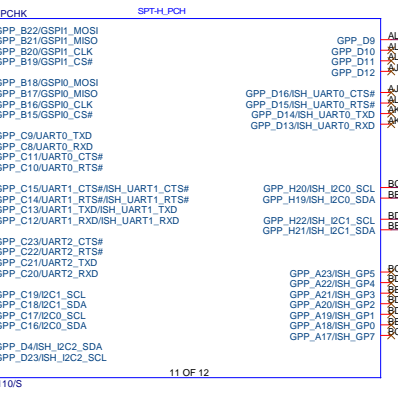 PCHK
SPT-H_PCH
GPP_B22/GSPI1_MOSI
GPP_B21/GSPI1_MISO
GPP_B20/GSPI1_CLK
GPP_B19/GSPI1_CS#
GPP_B18/GSPI0_MOSI
GPP_B17/GSPI0_MISO
GPP_B16/GSPI0_CLK
GPP_B15/GSPI0_CS#
GPP_C9/UART0_TXD
GPP_C8/UART0_RXD
GPP_C11/UART0_CTS#
GPP_C10/UART0_RTS#
GPP_C15/UART1_CTS#/ISH_UART1_CTS#
GPP_C14/UART1_RTS#/ISH_UART1_RTS#
GPP_C13/UART1_TXD/ISH_UART1_TXD
GPP_C12/UART1_RXD/ISH_UART1_RXD
GPP_C23/UART2_CTS#
GPP_C22/UART2_RTS#
GPP_C21/UART2_TXD
GPP_C20/UART2_RXD
GPP_C19/I2C1_SCL
GPP_C18/I2C1_SDA
GPP_C17/I2C0_SCL
GPP_C16/I2C0_SDA
GPP_D4/ISH_I2C2_SDA
GPP_D23/ISH_I2C2_SCL
GPP_D9
GPP_D10
GPP_D11
GPP_D12
GPP_D16/ISH_UART0_CTS#
GPP_D15/ISH_UART0_RTS#
GPP_D14/ISH_UART0_TXD
GPP_D13/ISH_UART0_RXD
GPP_H20/ISH_I2C0_SCL
GPP_H19/ISH_I2C0_SDA
GPP_H22/ISH_I2C1_SCL
GPP_H21/ISH_I2C1_SDA
GPP_A23/ISH_GP5
GPP_A22/ISH_GP4
GPP_A21/ISH_GP3
GPP_A20/ISH_GP2
GPP_A19/ISH_GP1
GPP_A18/ISH_GP0
GPP_A17/ISH_GP7
11 OF 12
110/S